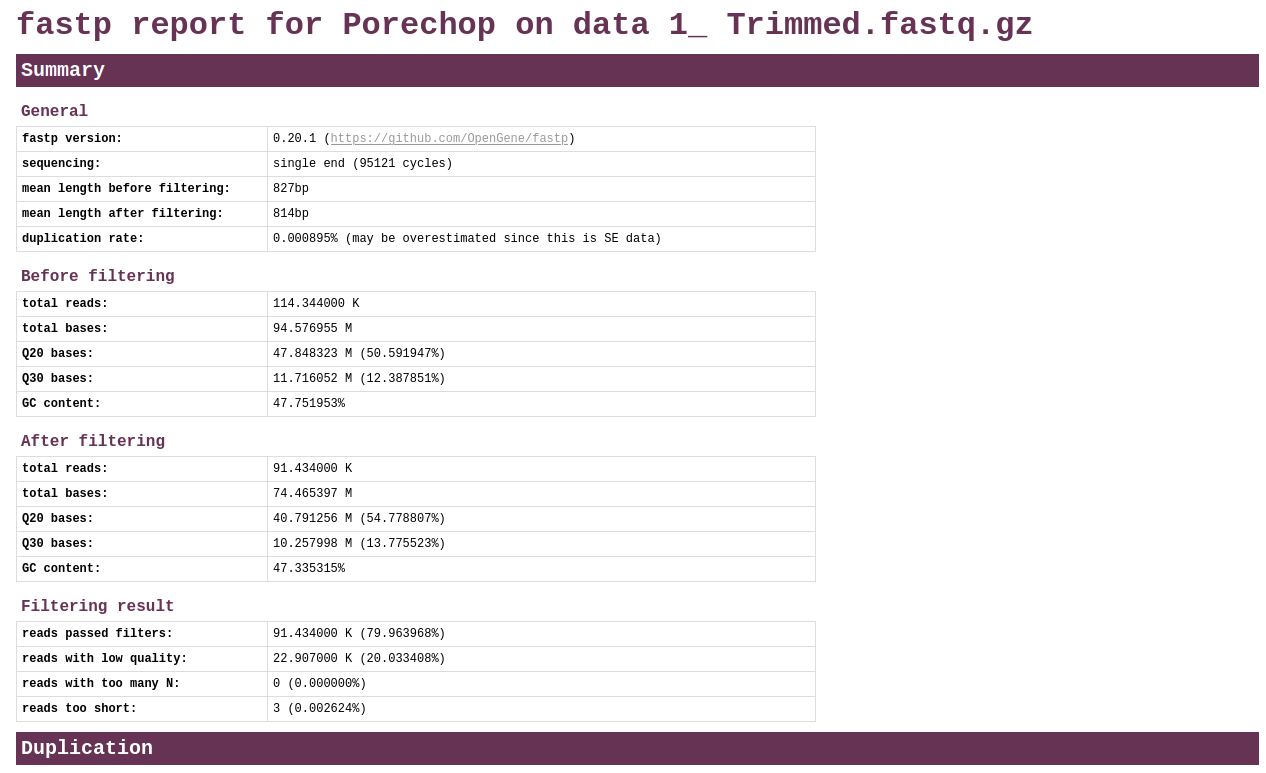 fastp report for Porechop on data 1_ Trimmed.fastq.gz
Summary
General
fastp version: 0.20.1 (https://github.com/OpenGene/fastp)
sequencing: single end (95121 cycles)
mean length before filtering: 827bp
mean length after filtering: 814bp
duplication rate: 0.000895% (may be overestimated since this is SE data)
Before filtering
total reads: 114.344000 K
total bases: 94.576955 M
Q20 bases: 47.848323 M (50.591947%)
Q30 bases: 11.716052 M (12.387851%)
GC content: 47.751953%
After filtering
total reads: 91.434000 K
total bases: 74.465397 M
Q20 bases: 40.791256 M (54.778807%)
Q30 bases: 10.257998 M (13.775523%)
GC content: 47.335315%
Filtering result
reads passed filters: 91.434000 K (79.963968%)
reads with low quality: 22.907000 K (20.033408%)
reads with too many N: 0 (0.000000%)
reads too short: 3 (0.002624%)
Duplication